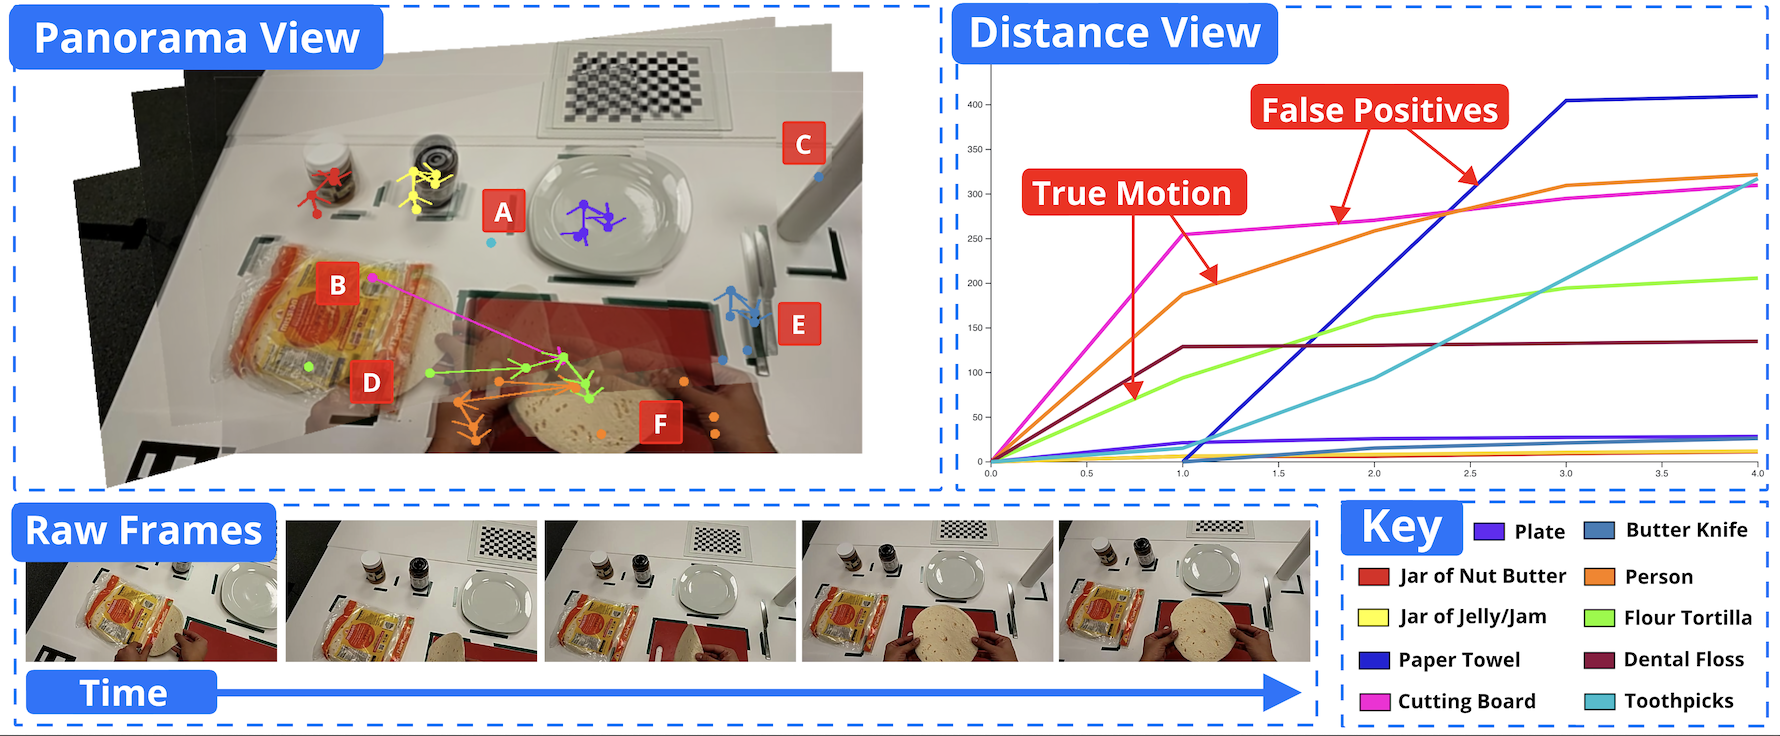 Panorama View
A
B
C
D
E
F
Distance View
False Positives
True Motion
400
350
300
250
200
150
100
50
0
0.0
0.5
1.0
1.5
2.0
2.5
3.0
3.5
4.0
Raw Frames
Time
Key
Plate
Butter Knife
Jar of Nut Butter
Person
Jar of Jelly/Jam
Flour Tortilla
Paper Towel
Dental Floss
Cutting Board
Toothpicks